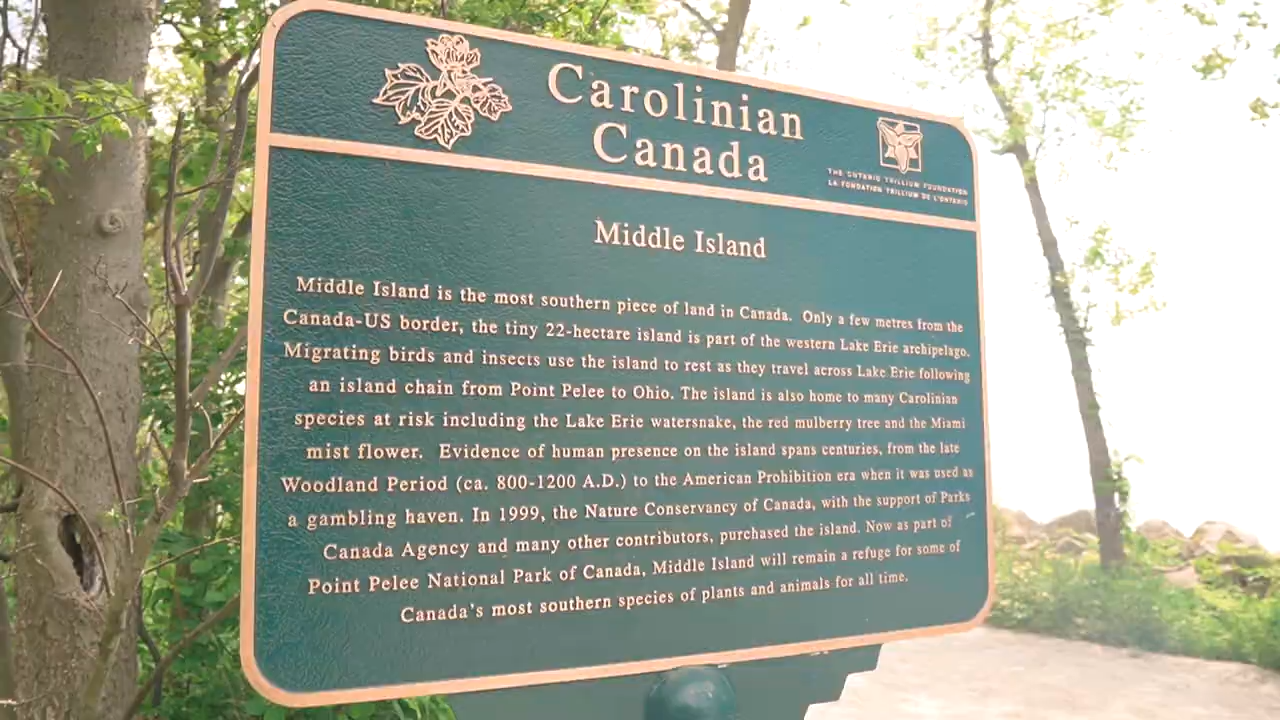 Carolinian
Canada
THE ONTARIO TRILLIUM FOUNDATION
LA FONDATION TRILLIUM DE L'ONTARIO
Middle Island
Middle Island is the most southern piece of land in Canada. Only a few metres from the
Canada-US border, the tiny 22-hectare island is part of the western Lake Erie archipelago.
Migrating birds and insects use the island to rest as they travel across Lake Erie following
an island chain from Point Pelee to Ohio. The island is also home to many Carolinian
species at risk including the Lake Erie watersnake, the red mulberry tree and the Miami
mist flower. Evidence of human presence on the island spans centuries, from the late
Woodland Period (ca. 800-1200 A.D.) to the American Prohibition era when it was used as
a gambling haven. In 1999, the Nature Conservancy of Canada, with the support of Parks
Canada Agency and many other contributors, purchased the island. Now as part of
Point Pelee National Park of Canada, Middle Island will remain a refuge for some of
Canada's most southern species of plants and animals for all time.